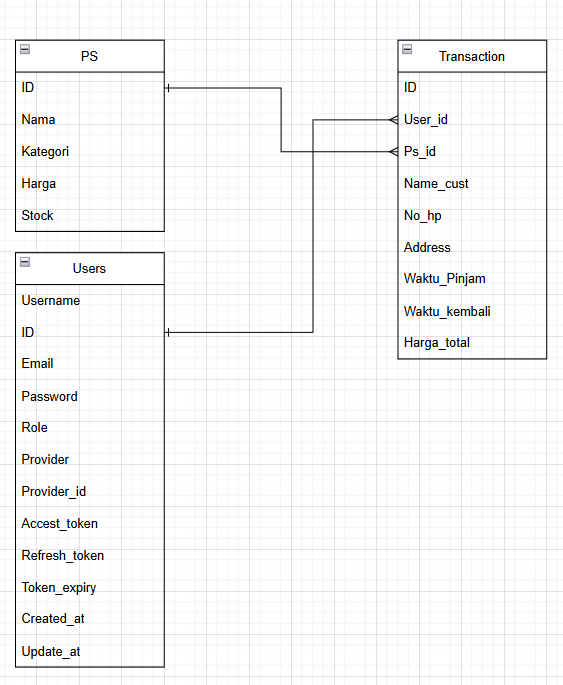 PS
ID
Nama
Kategori
Harga
Stock
Users
Username
ID
Email
Password
Role
Provider
Provider_id
Accest_token
Refresh_token
Token_expiry
Created_at
Update_at
Transaction
ID
User_id
Ps_id
Name_cust
No_hp
Address
Waktu_Pinjam
Waktu_kembali
Harga_total